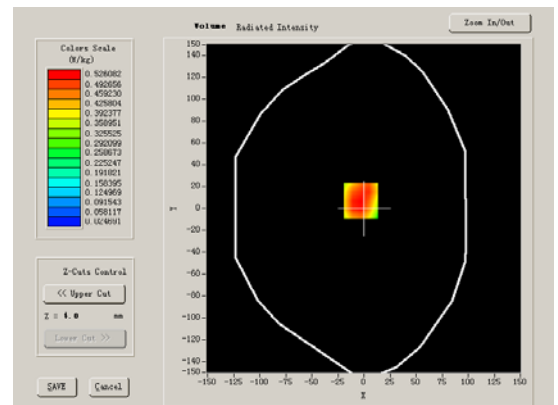 Volume Radiated Intensity
Zoom In/Out
Colors Scale
(W/kg)
0.526082
0.492656
0.459230
0.425804
0.392377
0.358951
0.325525
0.292099
0.258673
0.225247
0.191821
0.158395
0.124969
0.091543
0.058117
0.024691
Z-Cuts Control
<< Upper Cut
Z = 4.0 mm
Lower Cut >>
SAVE
Cancel
150
140
120
100
80
60
40
20
Y
0
-20
-40
-60
-80
-100
-120
-140
-150
-150 -125 -100 -75 -50 -25 0 25 50 75 100 125 150
X